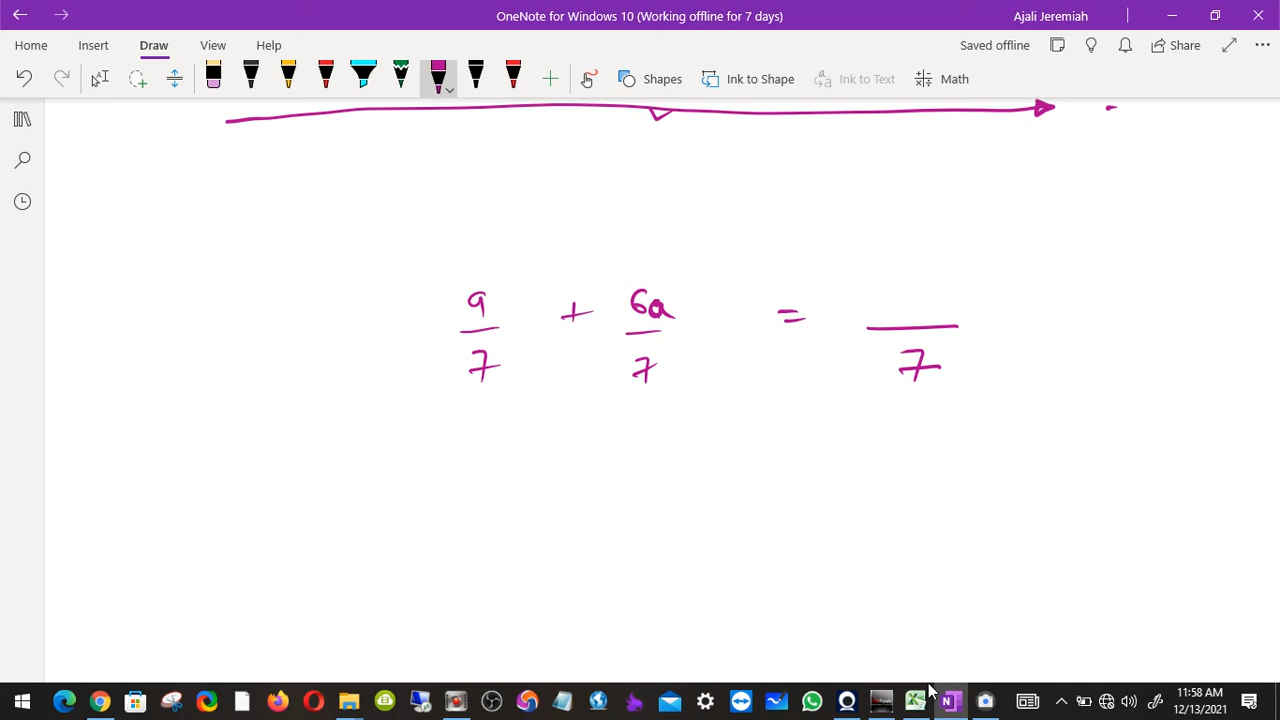 OneNote for Windows 10 (Working offline for 7 days)
Ajali Jeremiah
Home Insert Draw View Help
Saved offline
Share
Shapes
Ink to Shape
Ink to Text
Math
9/7 + 6a/7 = /7
11:58 AM
12/13/2021